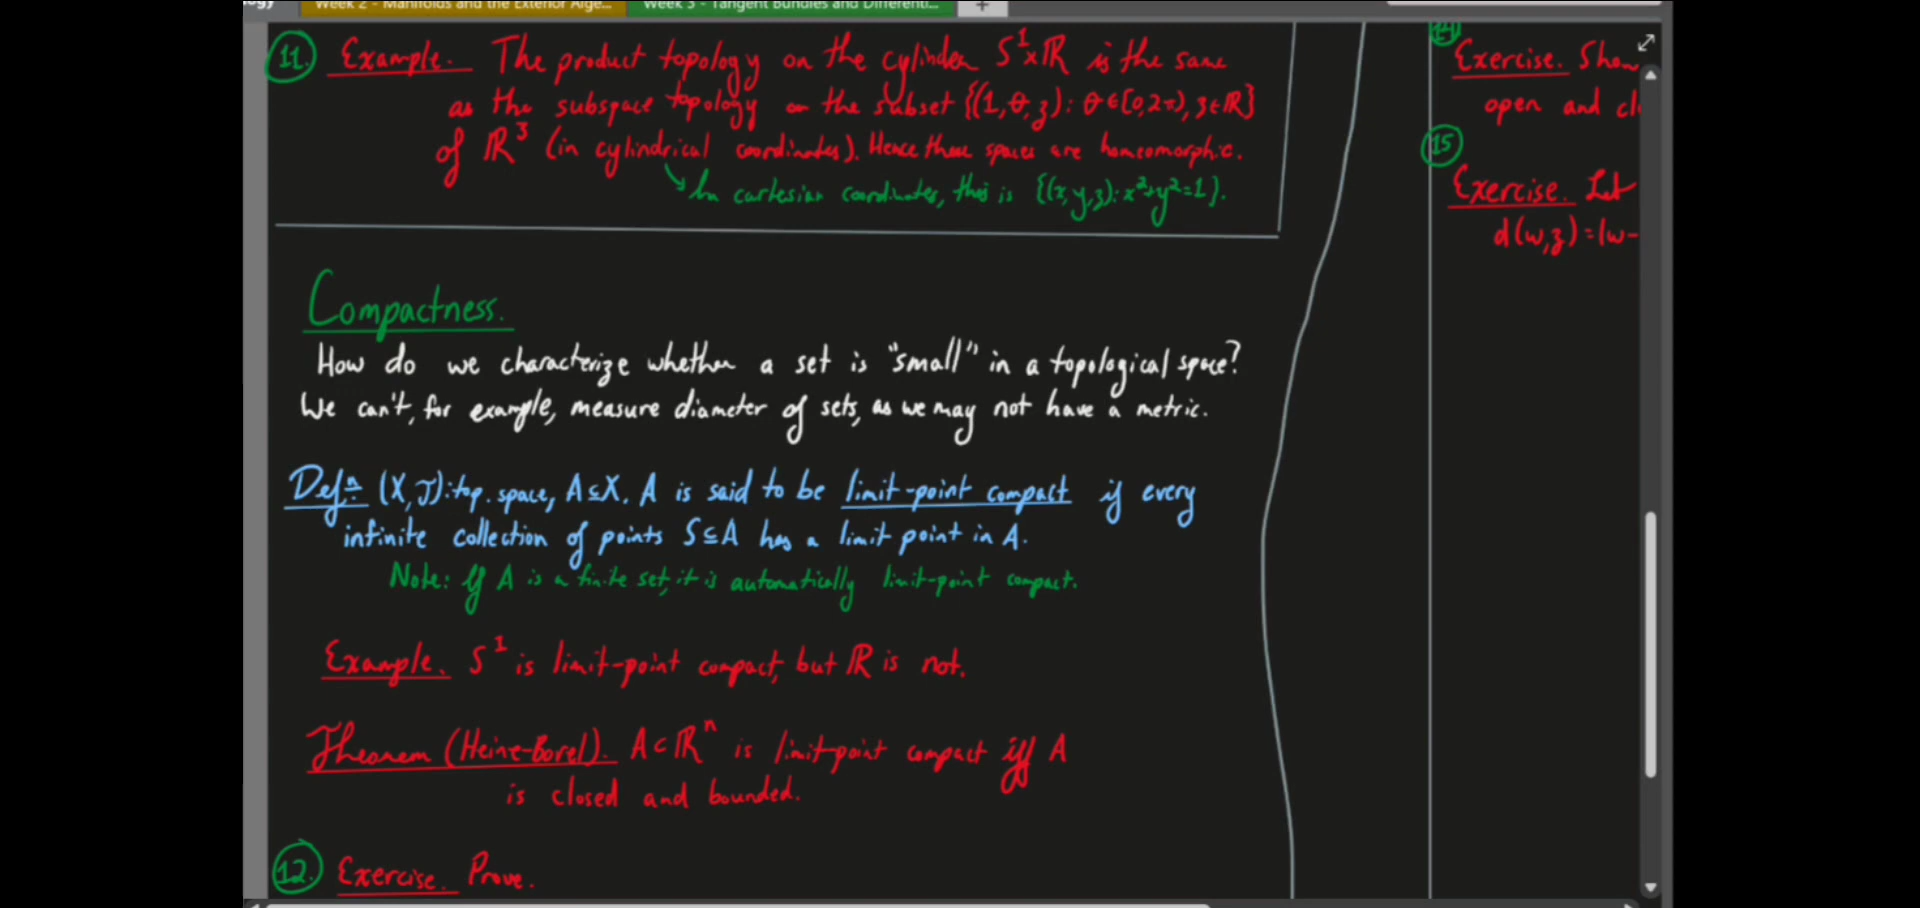 ogy Week 2 - Manifolds and the Exterior Alge... Week 3 - Tangent Bundles and Differenti... +
11. Example. The product topology on the cylinder S¹×ℝ is the same
as the subspace topology on the subset {(1,θ,z): θ∈[0,2π), z∈ℝ}
of ℝ³ (in cylindrical coordinates). Hence these spaces are homeomorphic.
↘ In cartesian coordinates, this is {(x,y,z): x²+y²=1}.
Compactness.
How do we characterize whether a set is "small" in a topological space?
We can't, for example, measure diameter of sets, as we may not have a metric.
Defⁿ: (X,𝒯): top. space, A⊆X. A is said to be limit-point compact if every
infinite collection of points S⊆A has a limit point in A.
Note: If A is a finite set, it is automatically limit-point compact.
Example. S¹ is limit-point compact, but ℝ is not.
Theorem (Heine-Borel). A⊂ℝⁿ is limit-point compact iff A
is closed and bounded.
12. Exercise. Prove.
14
Exercise. Show
open and cl
15
Exercise. Let
d(w,z)=|w-